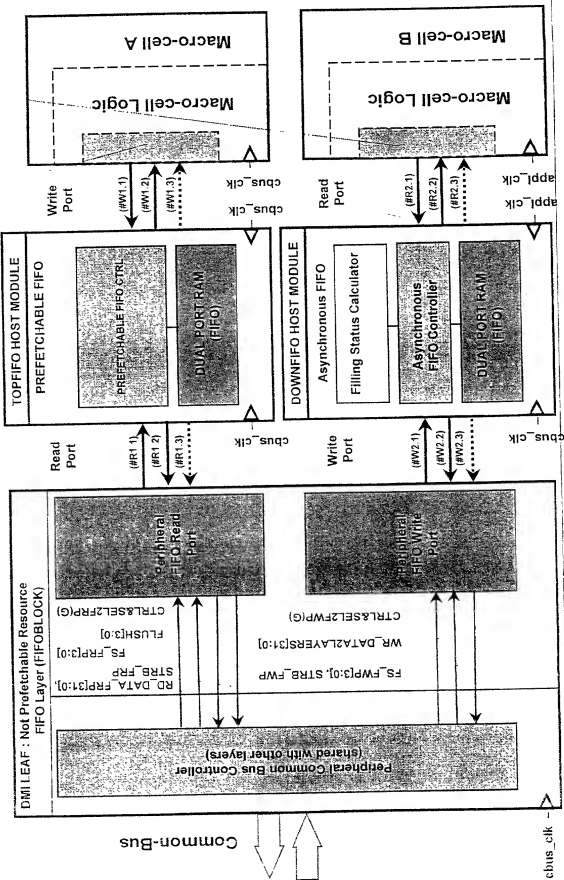 Macro-cell A
Macro-cell Logic
cbus_clk
Write
Port
(#W1.1)
(#W1.2)
(#W1.3)
cbus_clk
TOPFIFO HOST MODULE
PREFETCHABLE FIFO
PREFETCHABLE FIFO CTRL
DUAL PORT RAM
(FIFO)
cbus_clk
Read
Port
(#R1.1)
(#R1.2)
(#R1.3)
Macro-cell B
Macro-cell Logic
appl_clk
Read
Port
(#R2.1)
(#R2.2)
(#R2.3)
appl_clk
DOWNFIFO HOST MODULE
Asynchronous FIFO
Filling Status Calculator
Asynchronous
FIFO Controller
DUAL PORT RAM
(FIFO)
cbus_clk
Write
Port
(#W2.1)
(#W2.2)
(#W2.3)
DMI LEAF : Not Prefetchable Resource
FIFO Layer (FIFOBLOCK)
Peripheral
FIFO Read
Port
Peripheral
FIFO Write
Port
CTRL&SEL2FRP(G)
FLUSH[3:0]
FS_FRP[3:0]
RD_DATA_FRP[31:0],
STRB_FRP
CTRL&SEL2FWP(G)
WR_DATA2LAYERS[31:0]
FS_FWP[3:0], STRB_FWP
Peripheral Common Bus Controller
(shared with other layers)
Common-Bus
cbus_clk